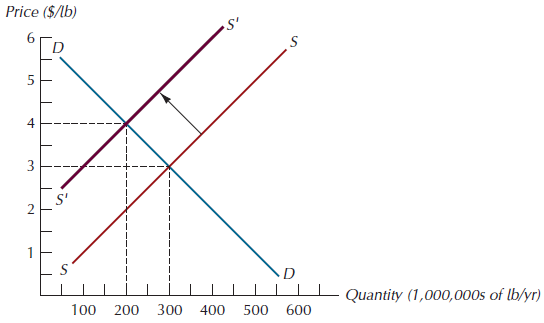 Price ($/lb)
6
D
S'
S
5
4
3
S'
2
1
S
D
Quantity (1,000,000s of lb/yr)
100 200 300 400 500 600